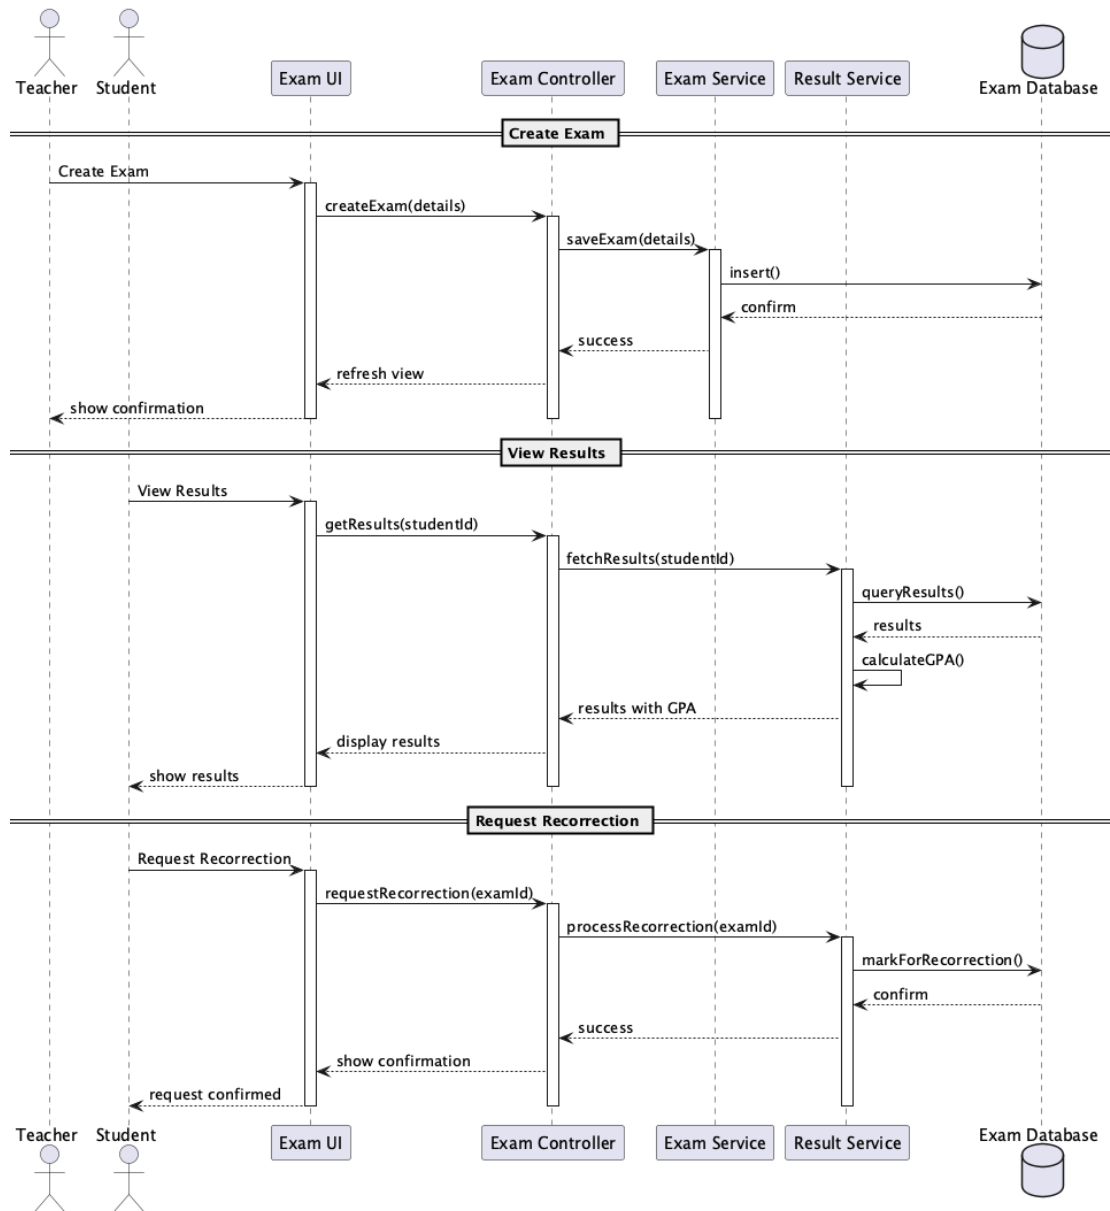 Teacher
Student
Exam UI
Exam Controller
Exam Service
Result Service
Exam Database
Create Exam
Create Exam
createExam(details)
saveExam(details)
insert()
confirm
success
refresh view
show confirmation
View Results
View Results
getResults(studentId)
fetchResults(studentId)
queryResults()
results
calculateGPA()
results with GPA
display results
show results
Request Recorrection
Request Recorrection
requestRecorrection(examId)
processRecorrection(examId)
markForRecorrection()
confirm
success
show confirmation
request confirmed
Teacher
Student
Exam UI
Exam Controller
Exam Service
Result Service
Exam Database